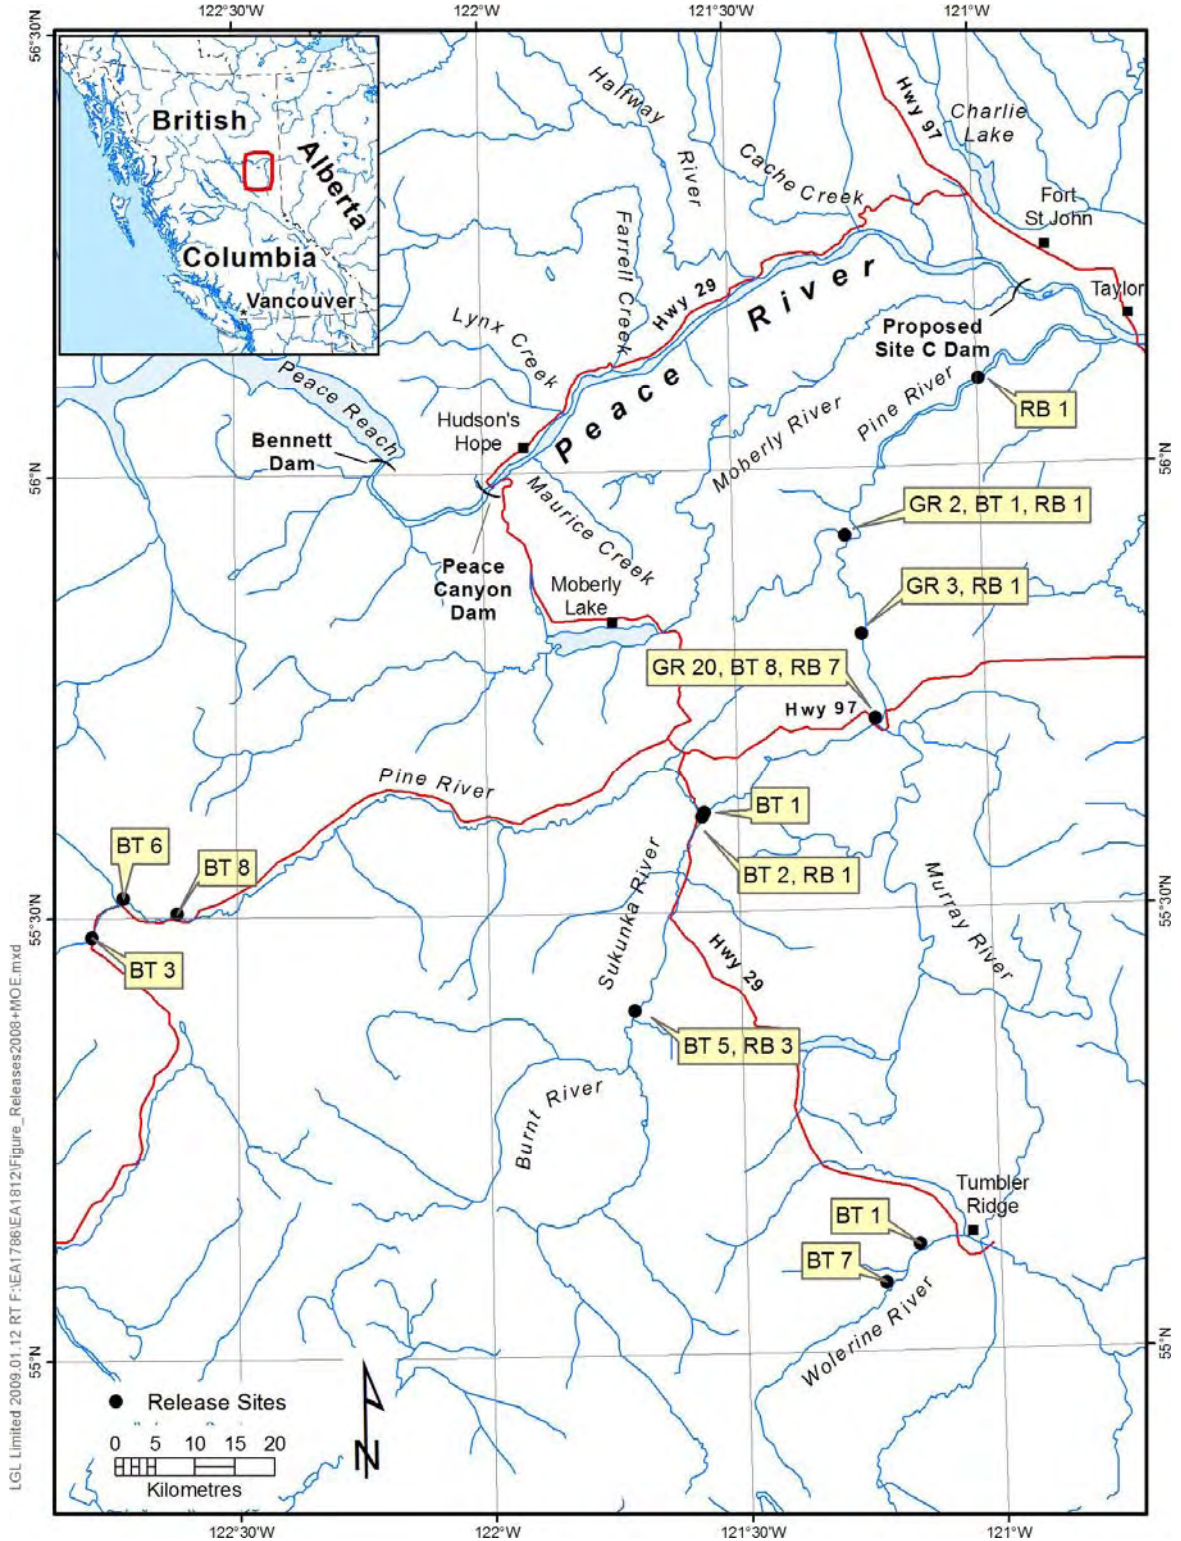 122°30'W
122°W
121°30'W
121°W
56°30'N
British
Alberta
Columbia
Vancouver
Halfway
River
Hwy 97
Charlie
Lake
Cache Creek
Fort
St John
Farrell Creek
Taylor
Hwy 29
Peace River
Lynx Creek
Proposed
Site C Dam
Peace Reach
Pine River
RB 1
Hudson's
Hope
Moberly River
Bennett
Dam
56°N
56°N
Maurice Creek
GR 2, BT 1, RB 1
Peace
Canyon
Dam
Moberly
Lake
GR 3, RB 1
GR 20, BT 8, RB 7
Hwy 97
Pine River
BT 1
BT 6
BT 8
BT 2, RB 1
Sukunka River
Murray River
55°30'N
55°30'N
BT 3
Hwy 29
BT 5, RB 3
Burnt River
Tumbler
Ridge
BT 1
BT 7
Wolerine River
55°N
55°N
Release Sites
0 5 10 15 20
Kilometres
N
122°30'W
122°W
121°30'W
121°W
LGL Limited 2009.01.12 RT F:\EA1786\EA1812\Figure_Releases2008+MOE.mxd